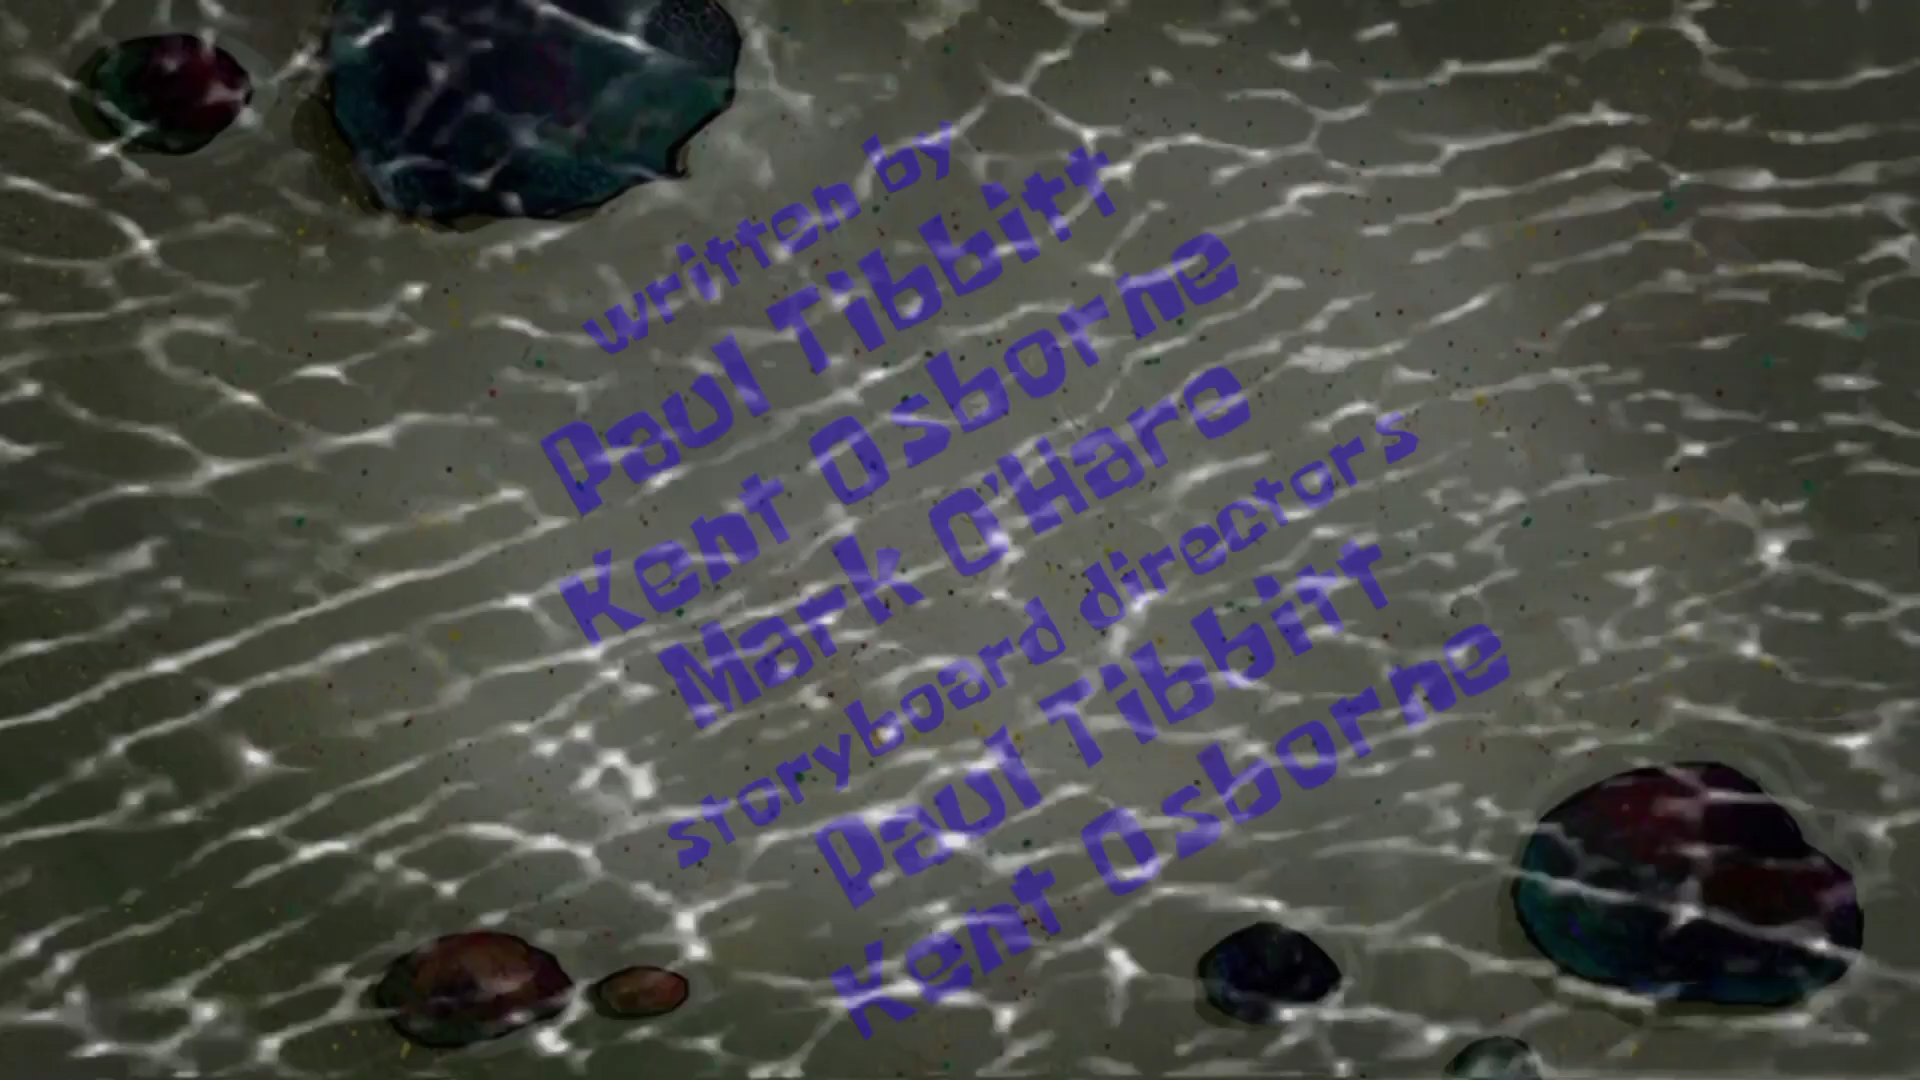 written by
Paul Tibbitt
Kent Osborne
Mark O'Hare
storyboard directors
Paul Tibbitt
Kent Osborne